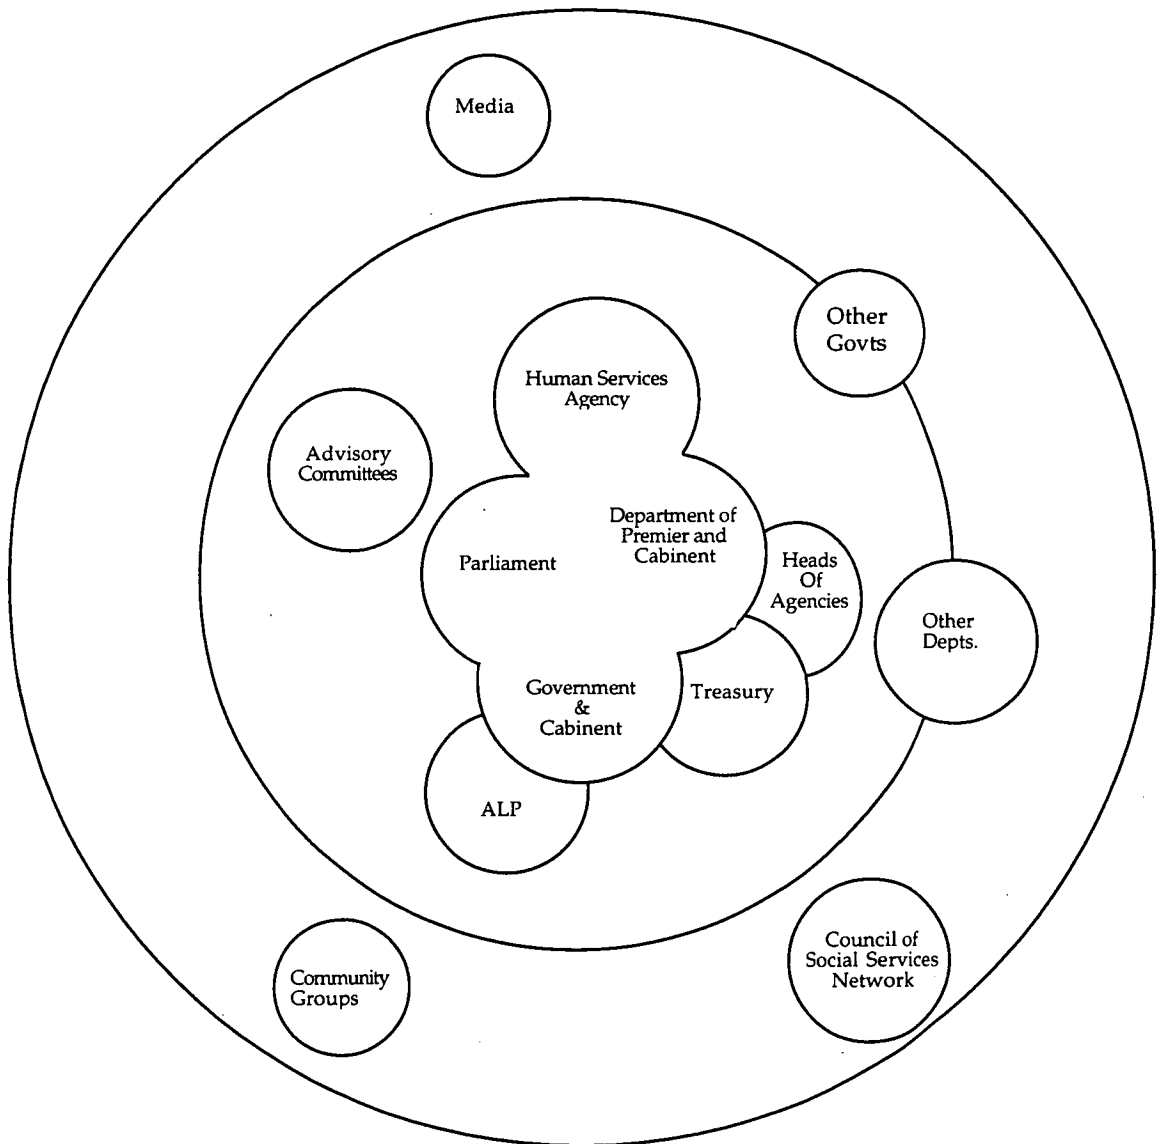 Media
Other
Govts
Human Services
Agency
Advisory
Committees
Department of
Premier and
Cabinent
Parliament
Heads
Of
Agencies
Other
Depts.
Government
&
Cabinent
Treasury
ALP
Community
Groups
Council of
Social Services
Network